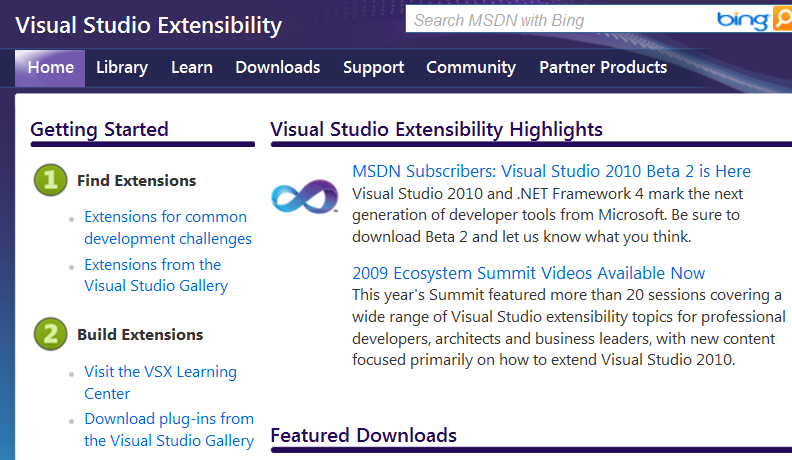 Visual Studio Extensibility
Search MSDN with Bing
bing
Home Library Learn Downloads Support Community Partner Products
Getting Started
1 Find Extensions
Extensions for common
development challenges
Extensions from the
Visual Studio Gallery
2 Build Extensions
Visit the VSX Learning
Center
Download plug-ins from
the Visual Studio Gallery
Visual Studio Extensibility Highlights
MSDN Subscribers: Visual Studio 2010 Beta 2 is Here
Visual Studio 2010 and .NET Framework 4 mark the next
generation of developer tools from Microsoft. Be sure to
download Beta 2 and let us know what you think.
2009 Ecosystem Summit Videos Available Now
This year's Summit featured more than 20 sessions covering a
wide range of Visual Studio extensibility topics for professional
developers, architects and business leaders, with new content
focused primarily on how to extend Visual Studio 2010.
Featured Downloads